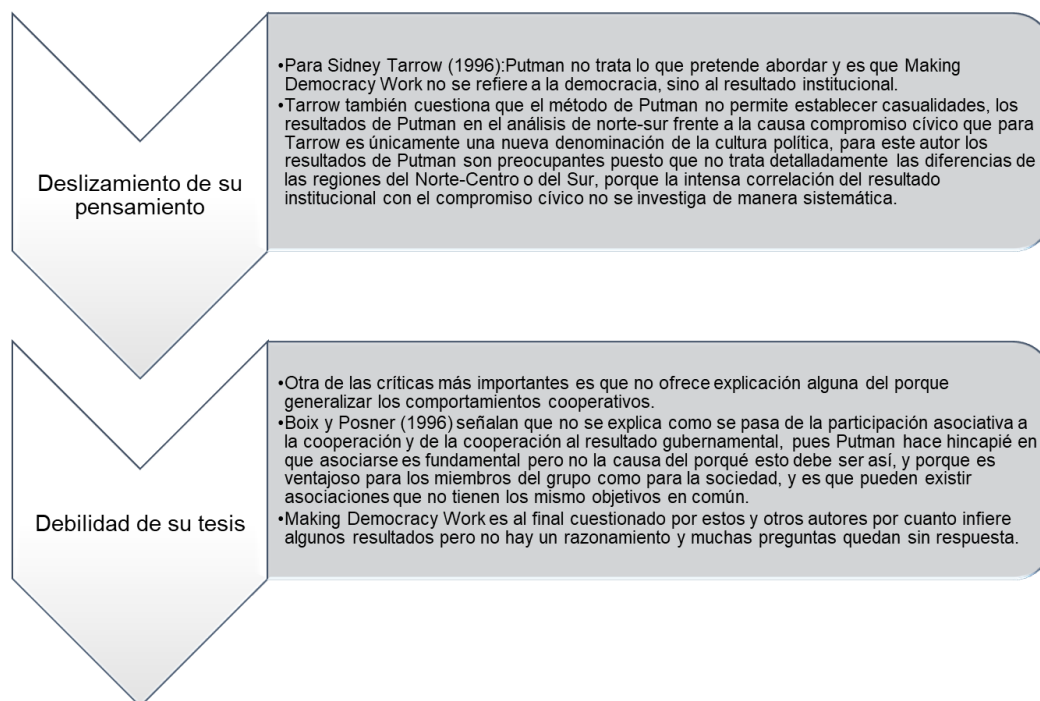 Deslizamiento de su
pensamiento
•Para Sidney Tarrow (1996):Putman no trata lo que pretende abordar y es que Making
Democracy Work no se refiere a la democracia, sino al resultado institucional.
•Tarrow también cuestiona que el método de Putman no permite establecer casualidades, los
resultados de Putman en el análisis de norte-sur frente a la causa compromiso cívico que para
Tarrow es únicamente una nueva denominación de la cultura política, para este autor los
resultados de Putman son preocupantes puesto que no trata detalladamente las diferencias de
las regiones del Norte-Centro o del Sur, porque la intensa correlación del resultado
institucional con el compromiso cívico no se investiga de manera sistemática.
Debilidad de su tesis
•Otra de las críticas más importantes es que no ofrece explicación alguna del porque
generalizar los comportamientos cooperativos.
•Boix y Posner (1996) señalan que no se explica como se pasa de la participación asociativa a
la cooperación y de la cooperación al resultado gubernamental, pues Putman hace hincapié en
que asociarse es fundamental pero no la causa del porqué esto debe ser así, y porque es
ventajoso para los miembros del grupo como para la sociedad, y es que pueden existir
asociaciones que no tienen los mismo objetivos en común.
•Making Democracy Work es al final cuestionado por estos y otros autores por cuanto infiere
algunos resultados pero no hay un razonamiento y muchas preguntas quedan sin respuesta.